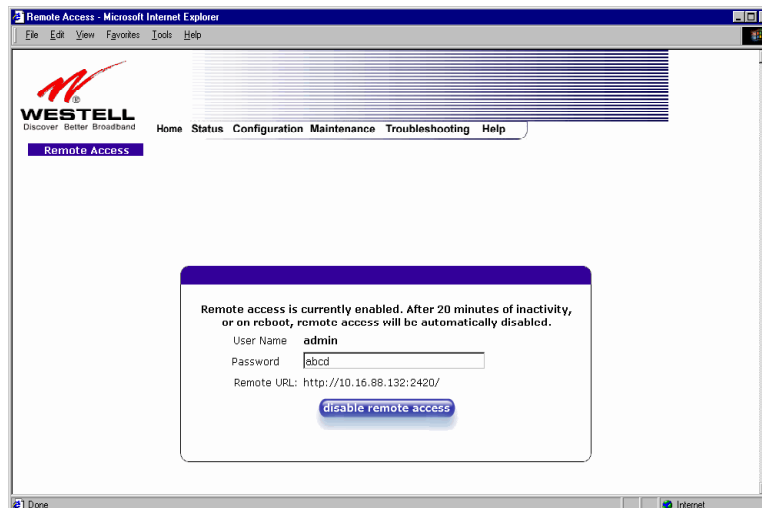 Remote Access - Microsoft Internet Explorer
File Edit View Favorites Tools Help
WESTELL
®
Discover Better Broadband
Home Status Configuration Maintenance Troubleshooting Help
Remote Access
Remote access is currently enabled. After 20 minutes of inactivity,
or on reboot, remote access will be automatically disabled.
User Name admin
Password abcd
Remote URL: http://10.16.88.132:2420/
disable remote access
Done Internet